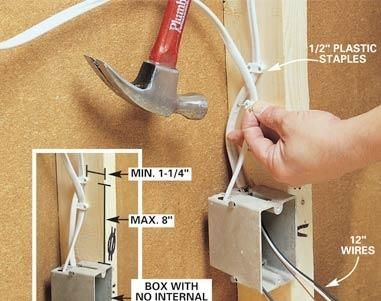 Plumb
1/2" PLASTIC
STAPLES
MIN. 1-1/4"
MAX. 8"
12"
WIRES
BOX WITH
NO INTERNAL